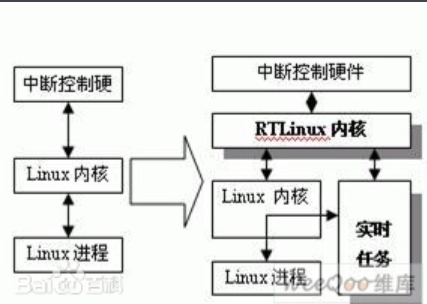 中断控制硬
Linux 内核
Linux 进程
中断控制硬件
RTLinux 内核
Linux 内核
实时
任务
Linux 进程
Baidu百科
weeQoo维库